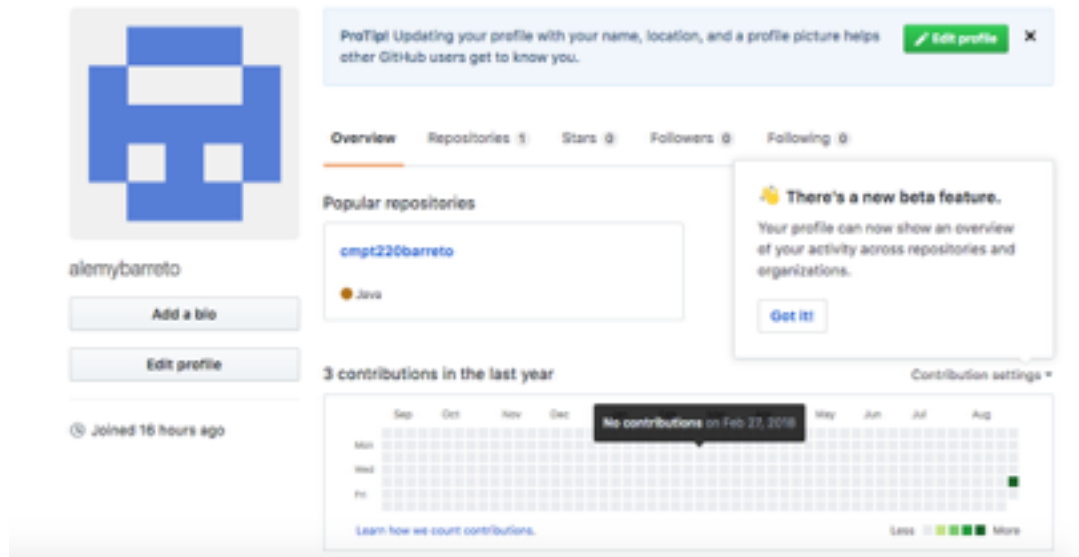 ProTip! Updating your profile with your name, location, and a profile picture helps
other GitHub users get to know you.
Edit profile
Overview Repositories 1 Stars 0 Followers 0 Following 0
There's a new beta feature.
Your profile can now show an overview
of your activity across repositories and
organizations.
Got it!
Popular repositories
cmpt220barreto
Java
alemybarreto
Add a bio
Edit profile
Joined 16 hours ago
3 contributions in the last year
Contribution settings
Sep Oct Nov Dec May Jun Jul Aug
No contributions on Feb 27, 2018
Mon
Wed
Fri
Learn how we count contributions.
Less More